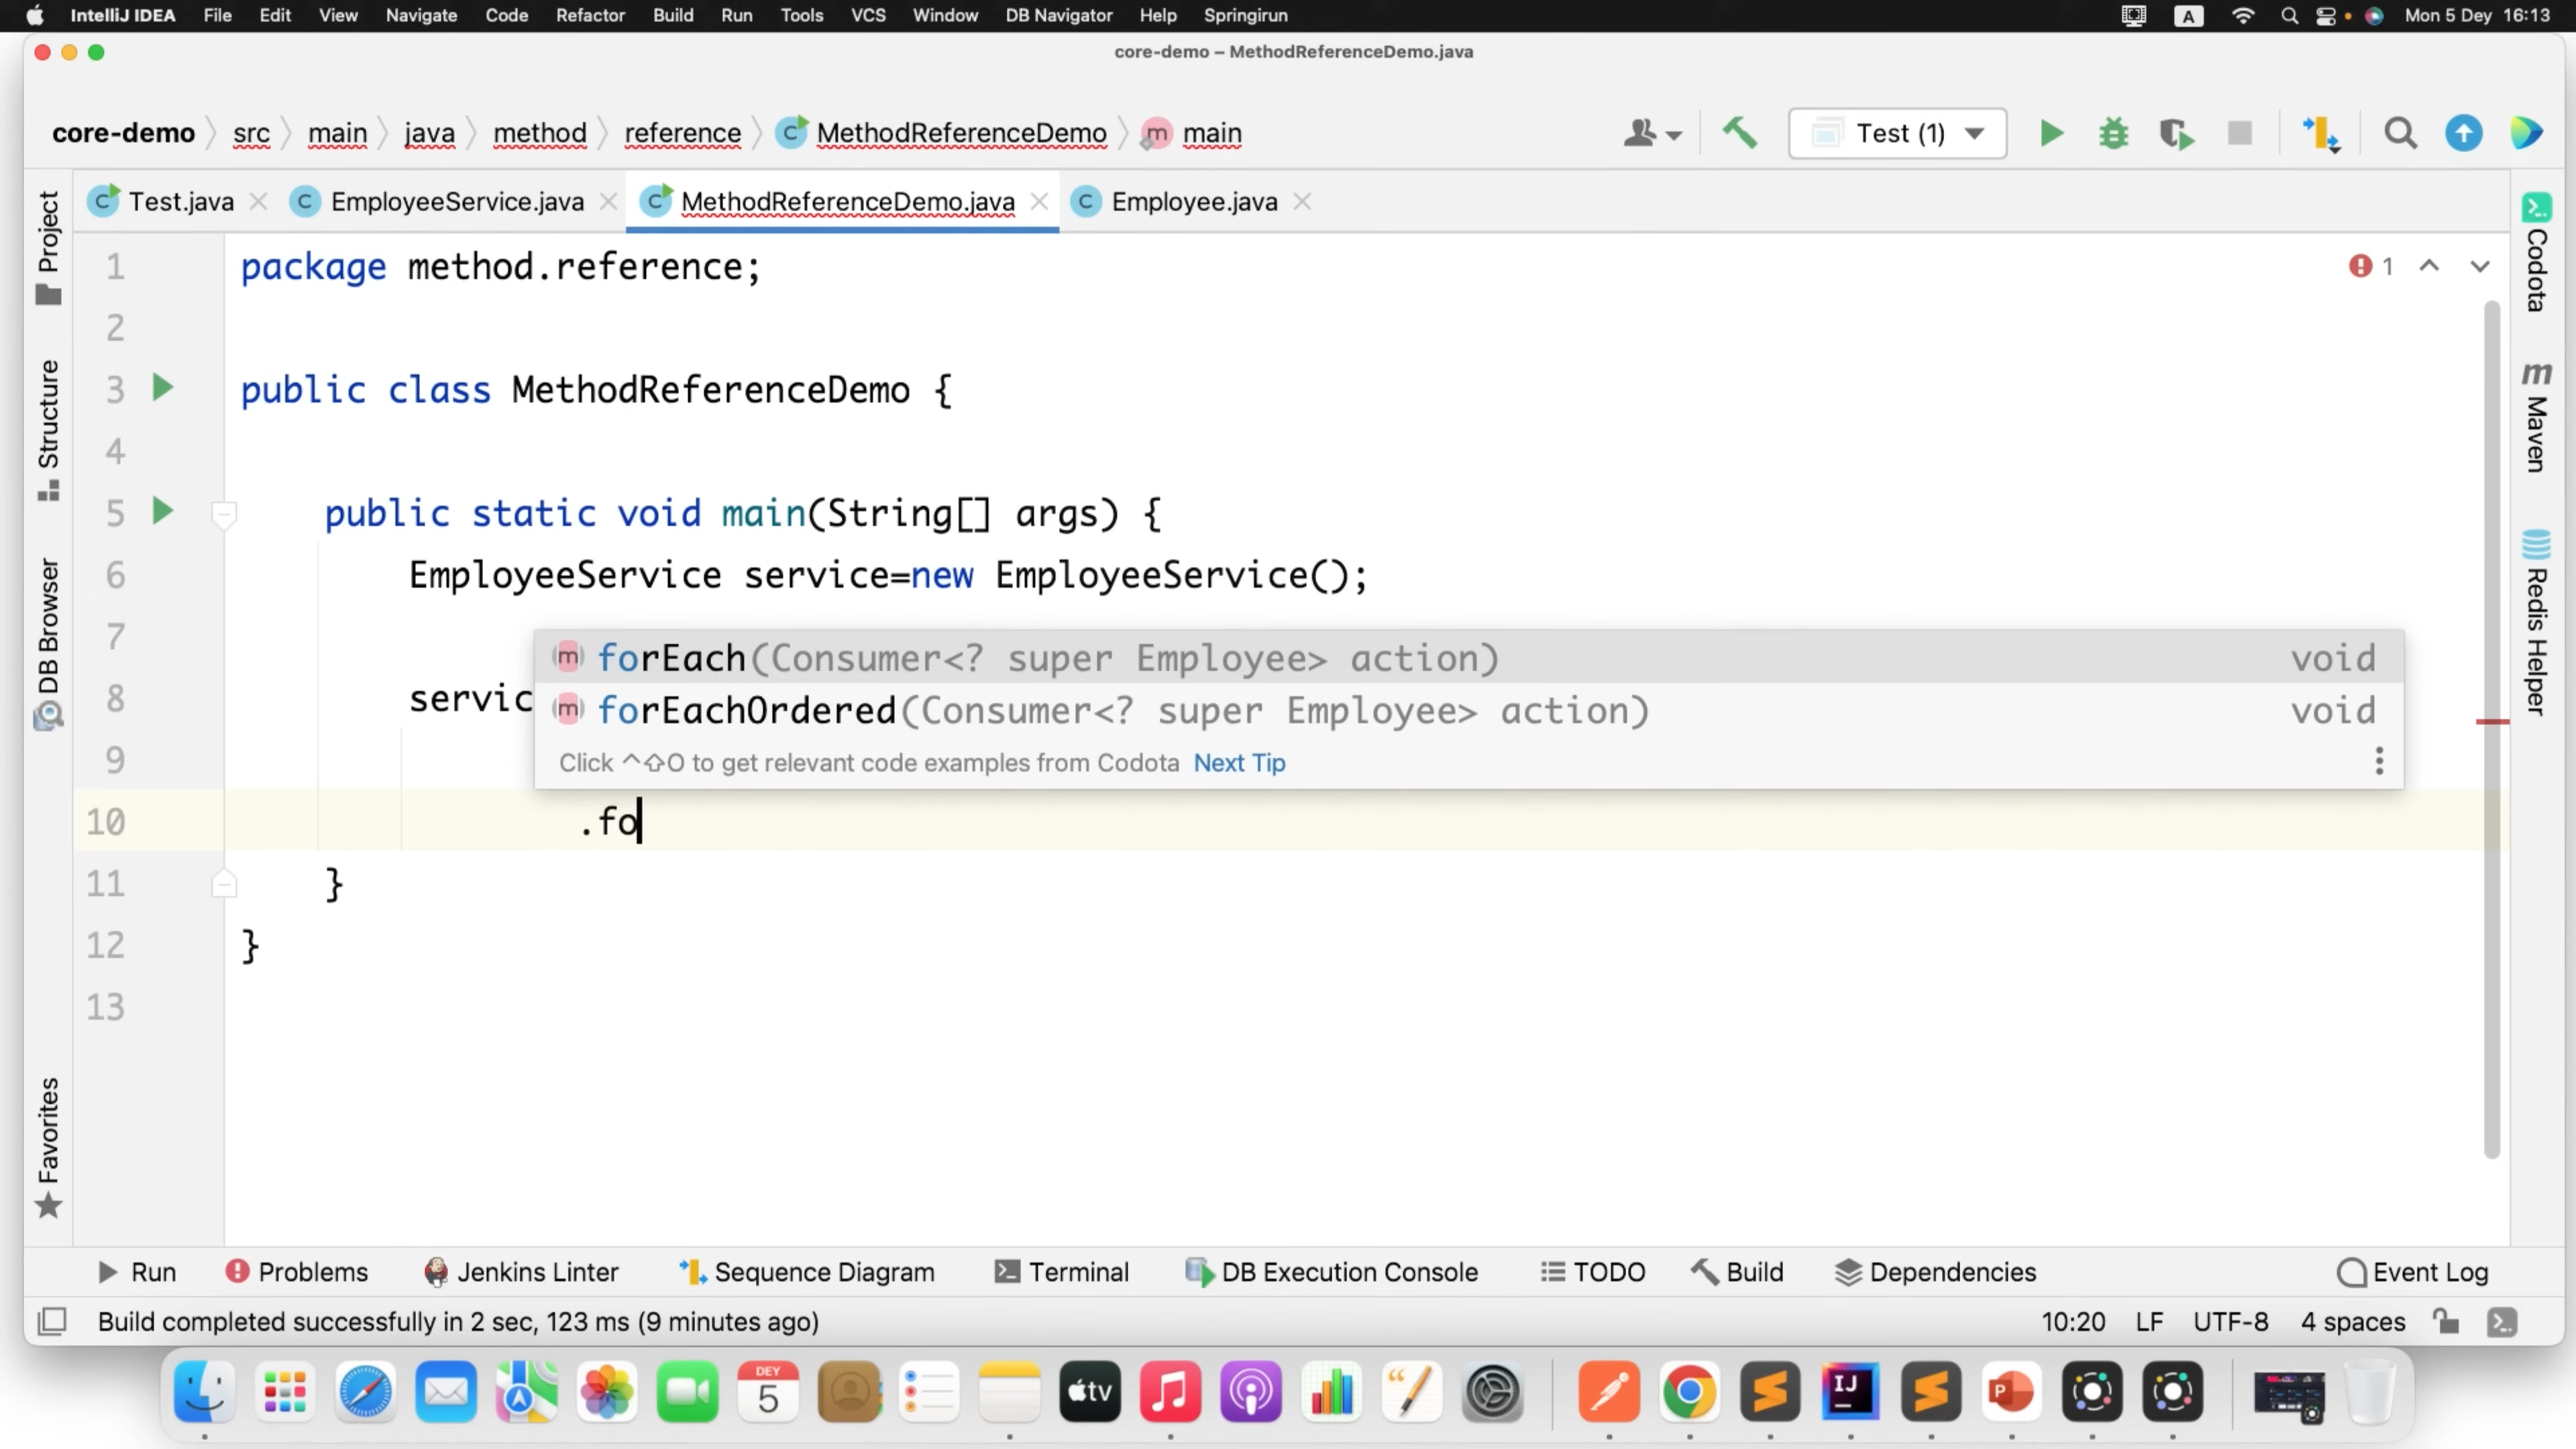 IntelliJ IDEA File Edit View Navigate Code Refactor Build Run Tools VCS Window DB Navigator Help Springirun A Mon 5 Dey 16:13
core-demo – MethodReferenceDemo.java
core-demo src main java method reference C MethodReferenceDemo m main Test (1)
C Test.java C EmployeeService.java C MethodReferenceDemo.java C Employee.java
Project
Structure
DB Browser
Favorites
1 package method.reference;
1
2
3 public class MethodReferenceDemo {
4
5 public static void main(String[] args) {
6 EmployeeService service=new EmployeeService();
7
m forEach(Consumer<? super Employee> action) void
8 servic
m forEachOrdered(Consumer<? super Employee> action) void
9
Click ^⇧O to get relevant code examples from Codota Next Tip
10 .fo
11 }
12 }
13
Codota
m Maven
Redis Helper
Run Problems Jenkins Linter Sequence Diagram Terminal DB Execution Console TODO Build Dependencies Event Log
Build completed successfully in 2 sec, 123 ms (9 minutes ago) 10:20 LF UTF-8 4 spaces
DEY
5
tv
IJ
P